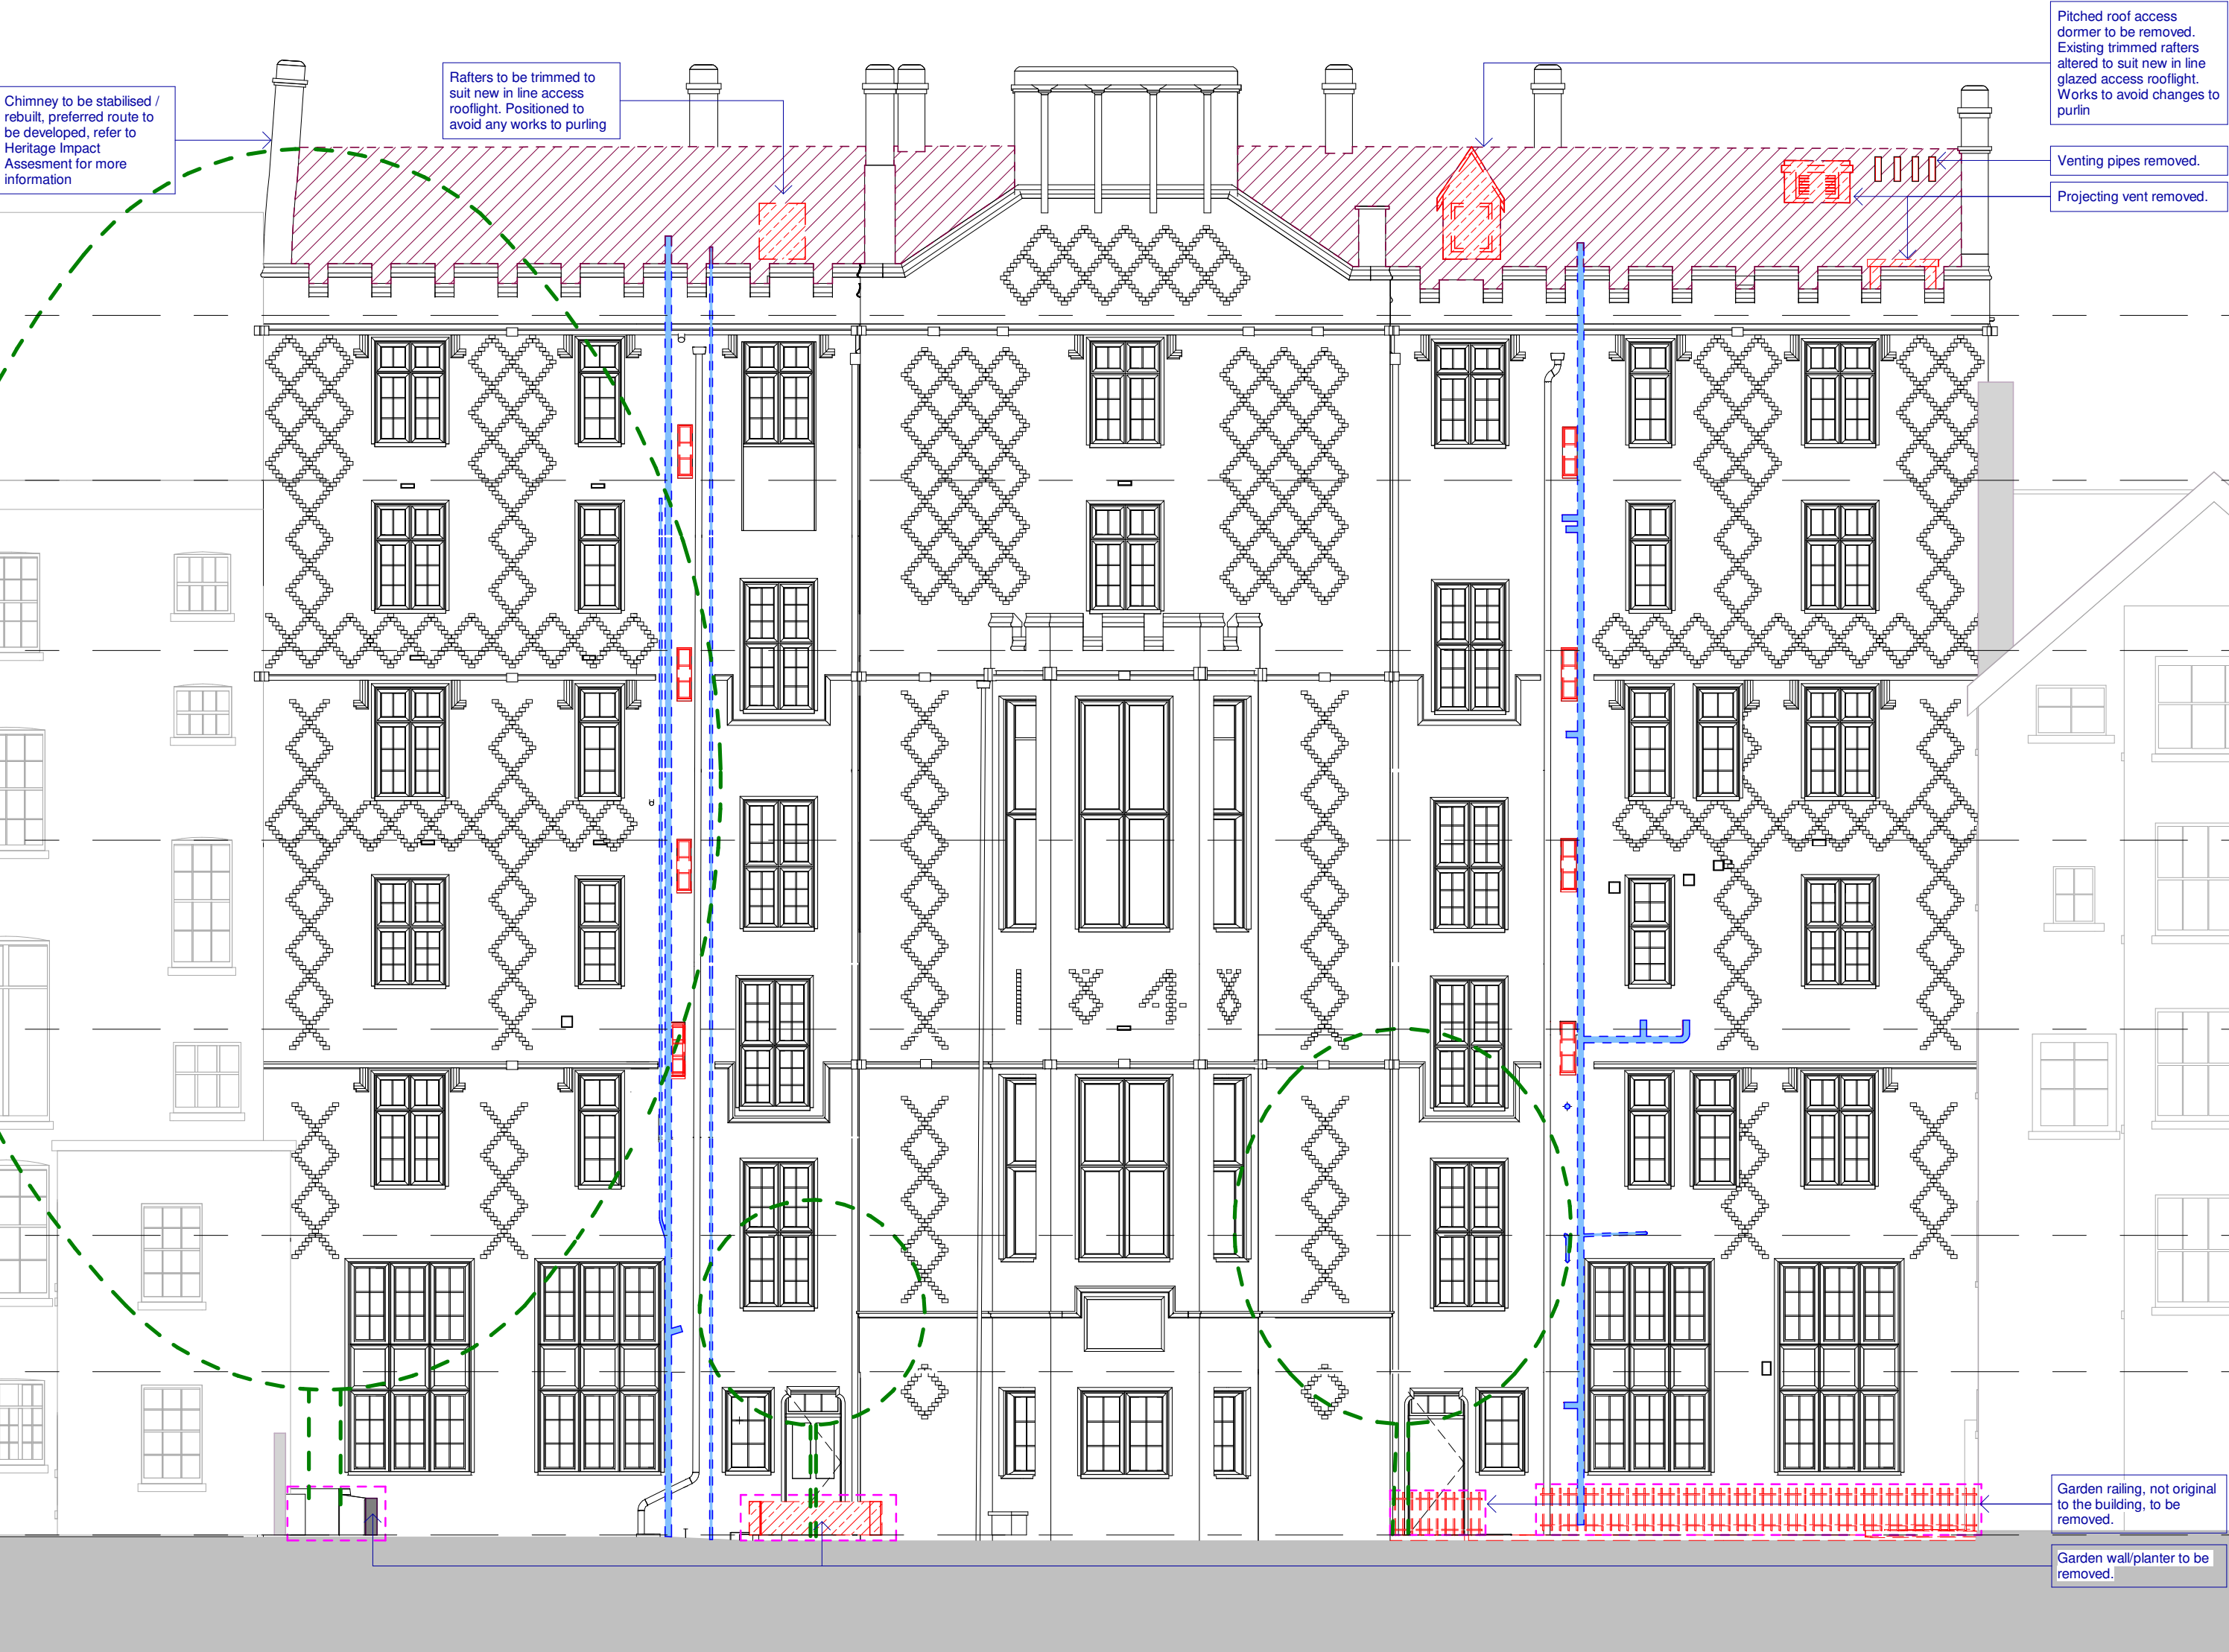 Pitched roof access
dormer to be removed.
Existing trimmed rafters
altered to suit new in line
glazed access rooflight.
Works to avoid changes to
purlin
Rafters to be trimmed to
suit new in line access
rooflight. Positioned to
avoid any works to purling
Chimney to be stabilised /
rebuilt, preferred route to
be developed, refer to
Heritage Impact
Assesment for more
information
Venting pipes removed.
Projecting vent removed.
1848
Garden railing, not original
to the building, to be
removed.
Garden wall/planter to be
removed.